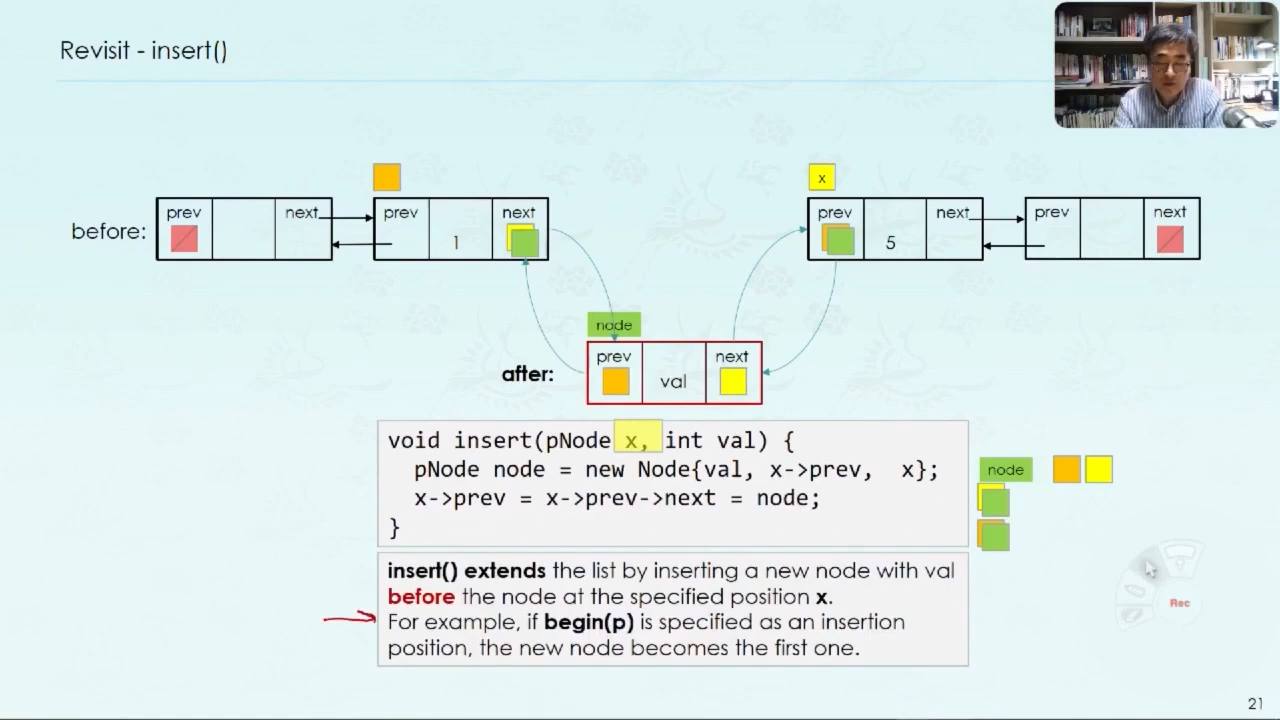 Revisit - insert()
x
before:
prev next prev 1 next prev 5 next prev next
node
after:
prev val next
void insert(pNode x, int val) {
pNode node = new Node{val, x->prev, x};
x->prev = x->prev->next = node;
}
node
insert() extends the list by inserting a new node with val
before the node at the specified position x.
For example, if begin(p) is specified as an insertion
position, the new node becomes the first one.
Rec
21